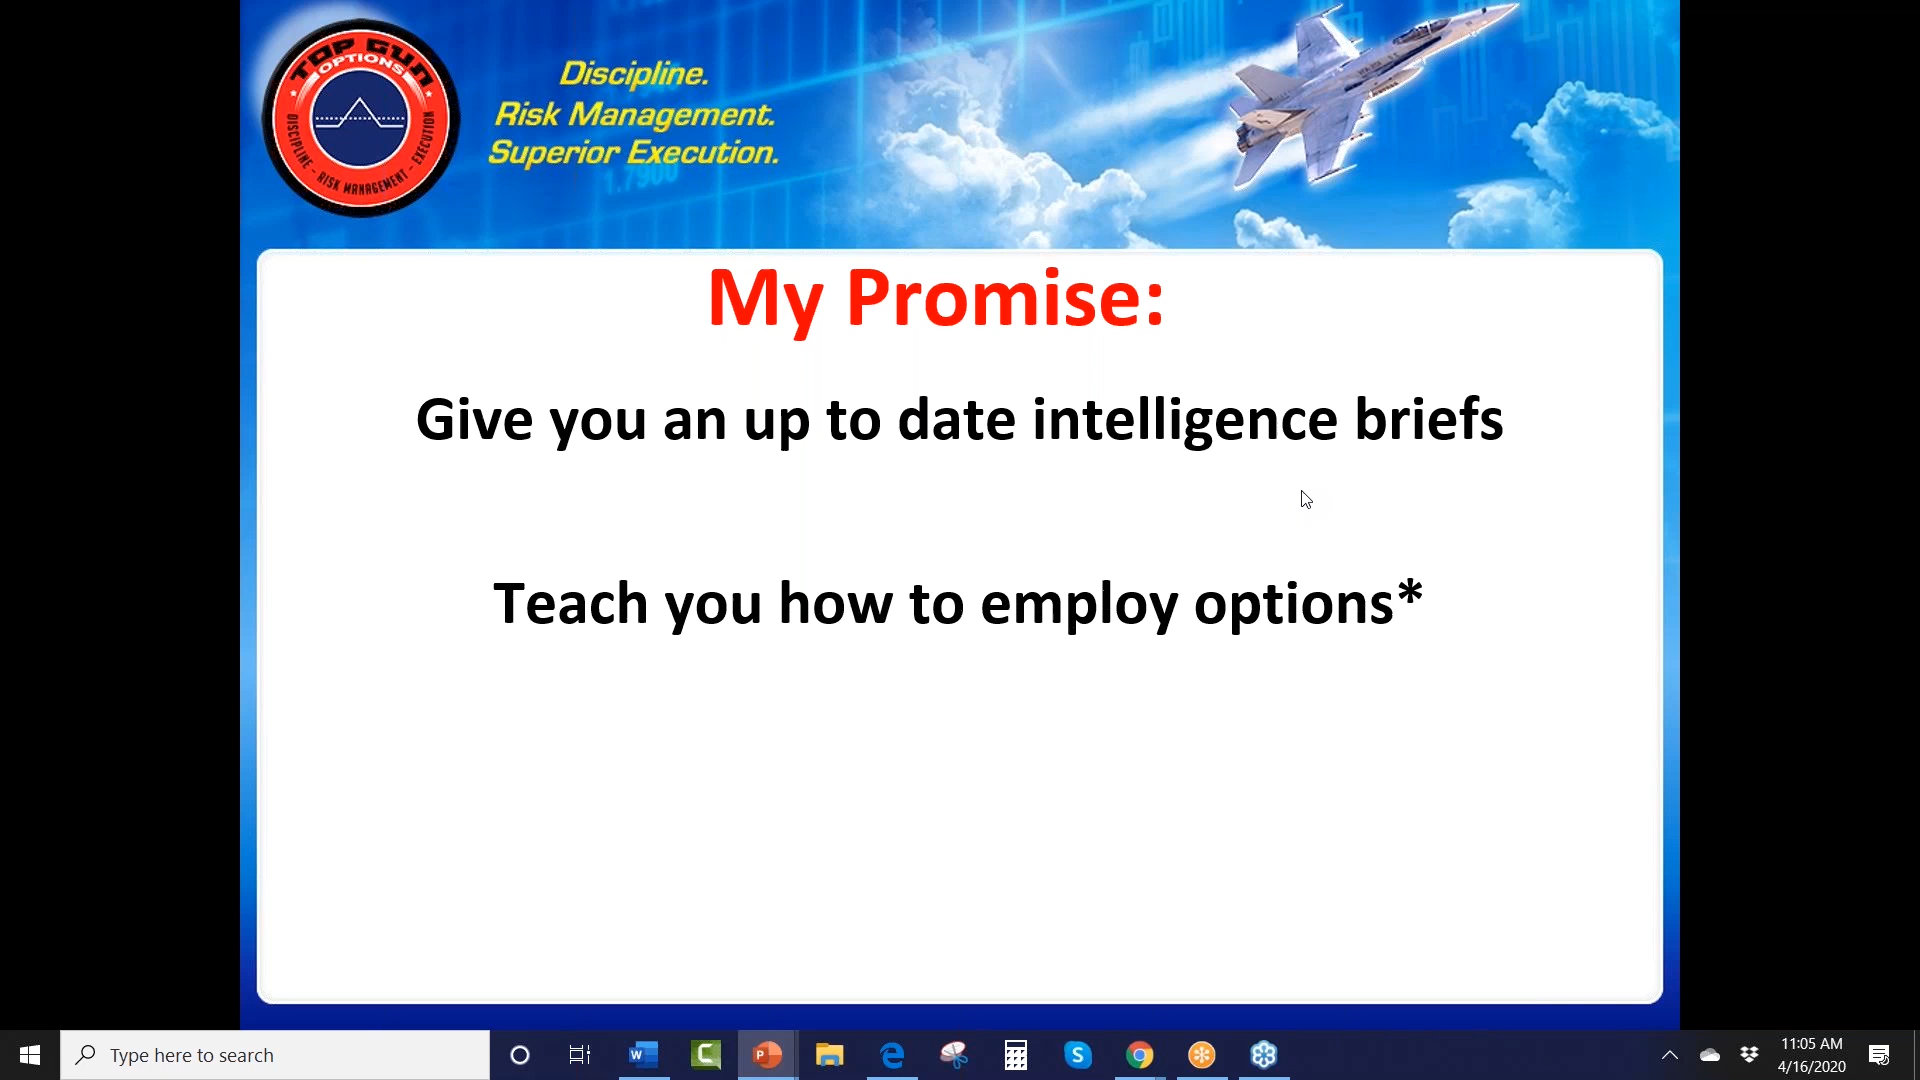 TOP GUN
OPTIONS
DISCIPLINE - RISK MANAGEMENT - EXECUTION
Discipline.
Risk Management.
Superior Execution.
1.7900
My Promise:
Give you an up to date intelligence briefs
Teach you how to employ options*
Type here to search
11:05 AM
4/16/2020